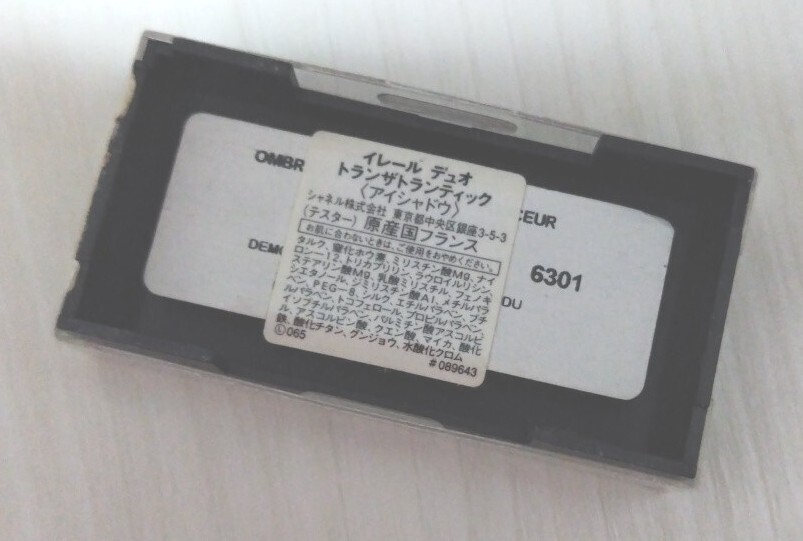 OMBR
CEUR
DEMO
6301
DU
イレール デュオ
トランザトランティック
〈アイシャドウ〉
シャネル株式会社 東京都中央区銀座3-5-3
(テスター) 原産国フランス
お肌に合わないときは、ご使用をおやめください。
タルク、窒化ホウ素、ミリスチン酸Mg、ナイ
ロン-12、トリカプリリン、ラウロイルリシン、
ステアリン酸Mg、乳酸ミリスチル、フェノキ
シエタノール、ジミリスチン酸Al、メチルパラ
ベン、PEG-8、シルク、エチルパラベン、ブチ
ルパラベン、トコフェロール、プロピルパラベン、
イソブチルパラベン、パルミチン酸アスコルビ
ル、アスコルビン酸、クエン酸、マイカ、酸化
鉄、酸化チタン、グンジョウ、水酸化クロム
Ⓛ065
#089643